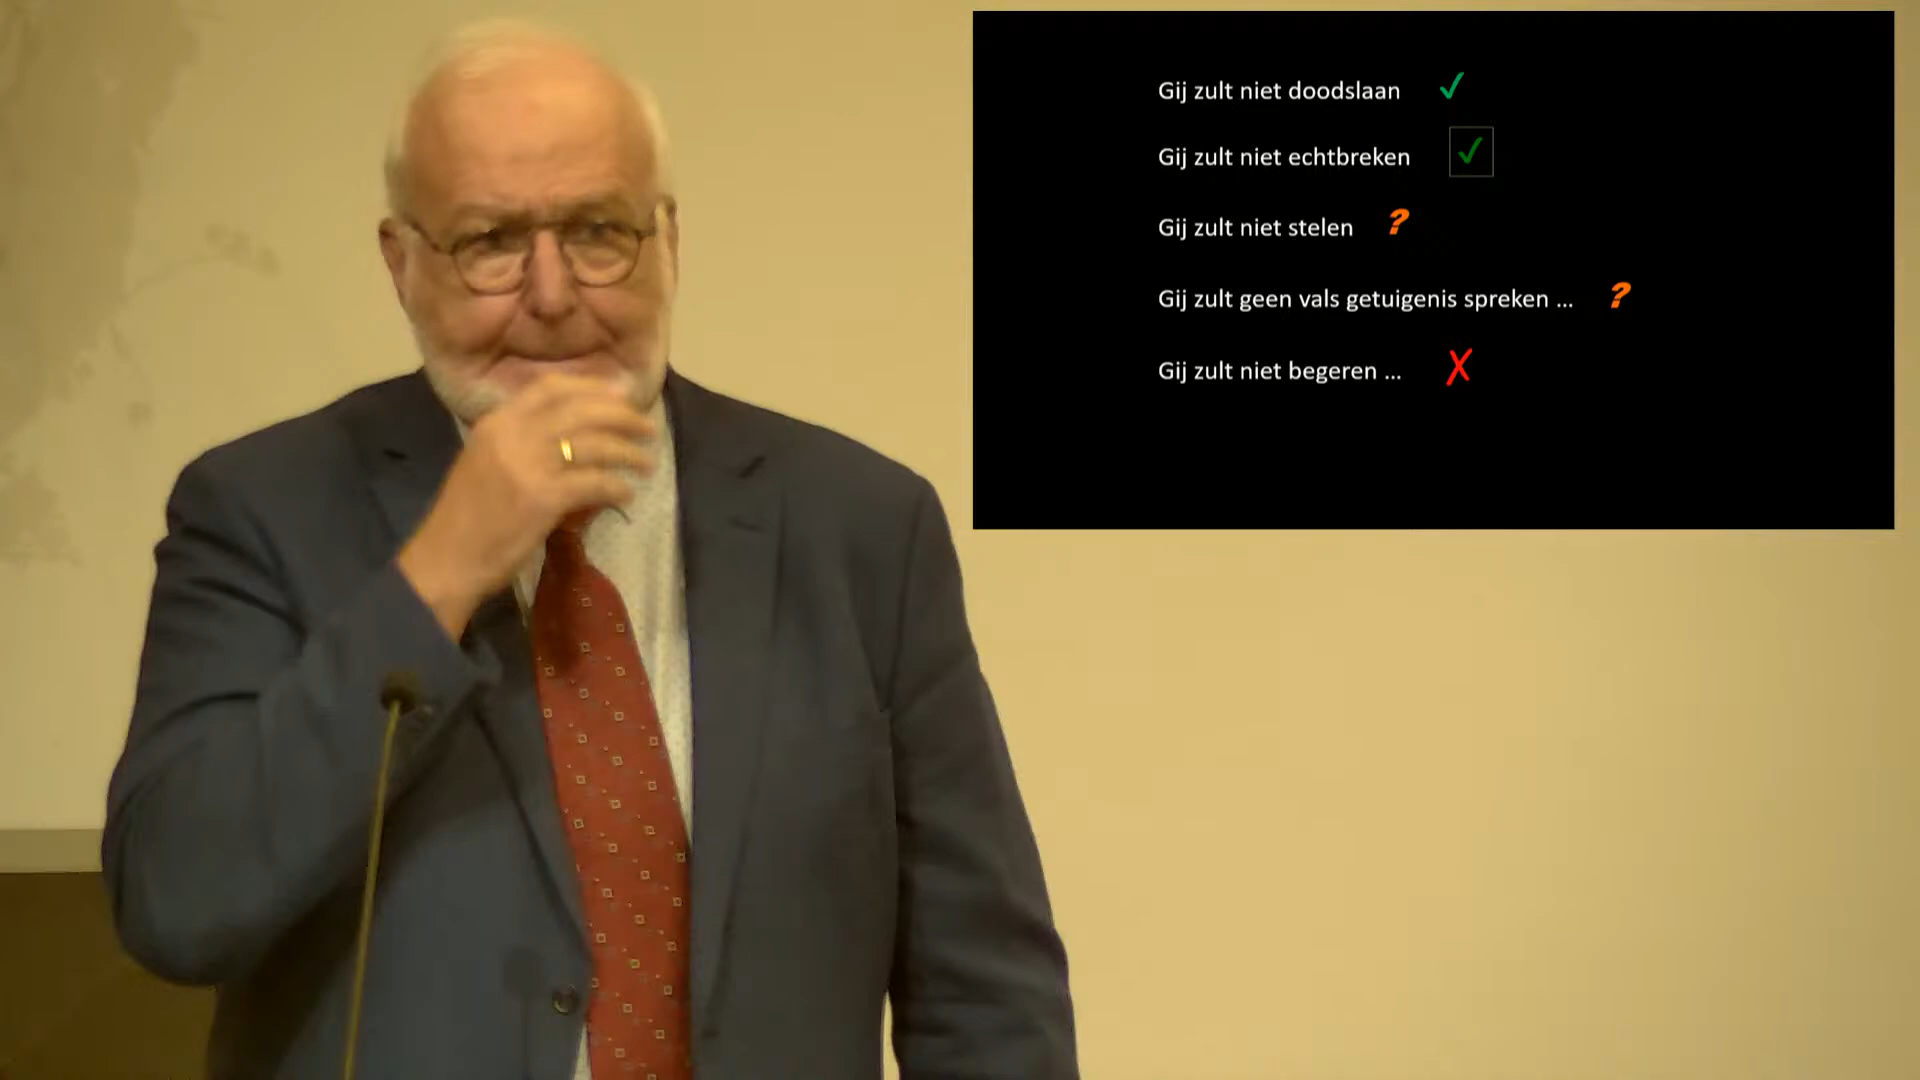 Gij zult niet doodslaan ✓
Gij zult niet echtbreken ✓
Gij zult niet stelen ?
Gij zult geen vals getuigenis spreken ... ?
Gij zult niet begeren ... ✗